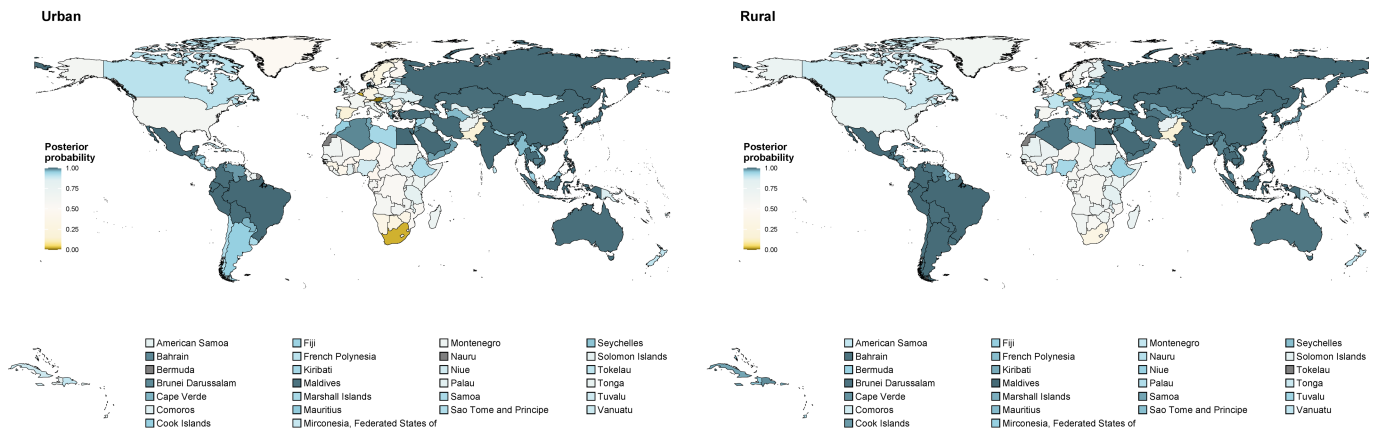 Urban
Posterior
probability
1.00
0.75
0.50
0.25
0.00
American Samoa
Bahrain
Bermuda
Brunei Darussalam
Cape Verde
Comoros
Cook Islands
Fiji
French Polynesia
Kiribati
Maldives
Marshall Islands
Mauritius
Mirconesia, Federated States of
Montenegro
Nauru
Niue
Palau
Samoa
Sao Tome and Principe
Seychelles
Solomon Islands
Tokelau
Tonga
Tuvalu
Vanuatu
Rural
Posterior
probability
1.00
0.75
0.50
0.25
0.00
American Samoa
Bahrain
Bermuda
Brunei Darussalam
Cape Verde
Comoros
Cook Islands
Fiji
French Polynesia
Kiribati
Maldives
Marshall Islands
Mauritius
Mirconesia, Federated States of
Montenegro
Nauru
Niue
Palau
Samoa
Sao Tome and Principe
Seychelles
Solomon Islands
Tokelau
Tonga
Tuvalu
Vanuatu